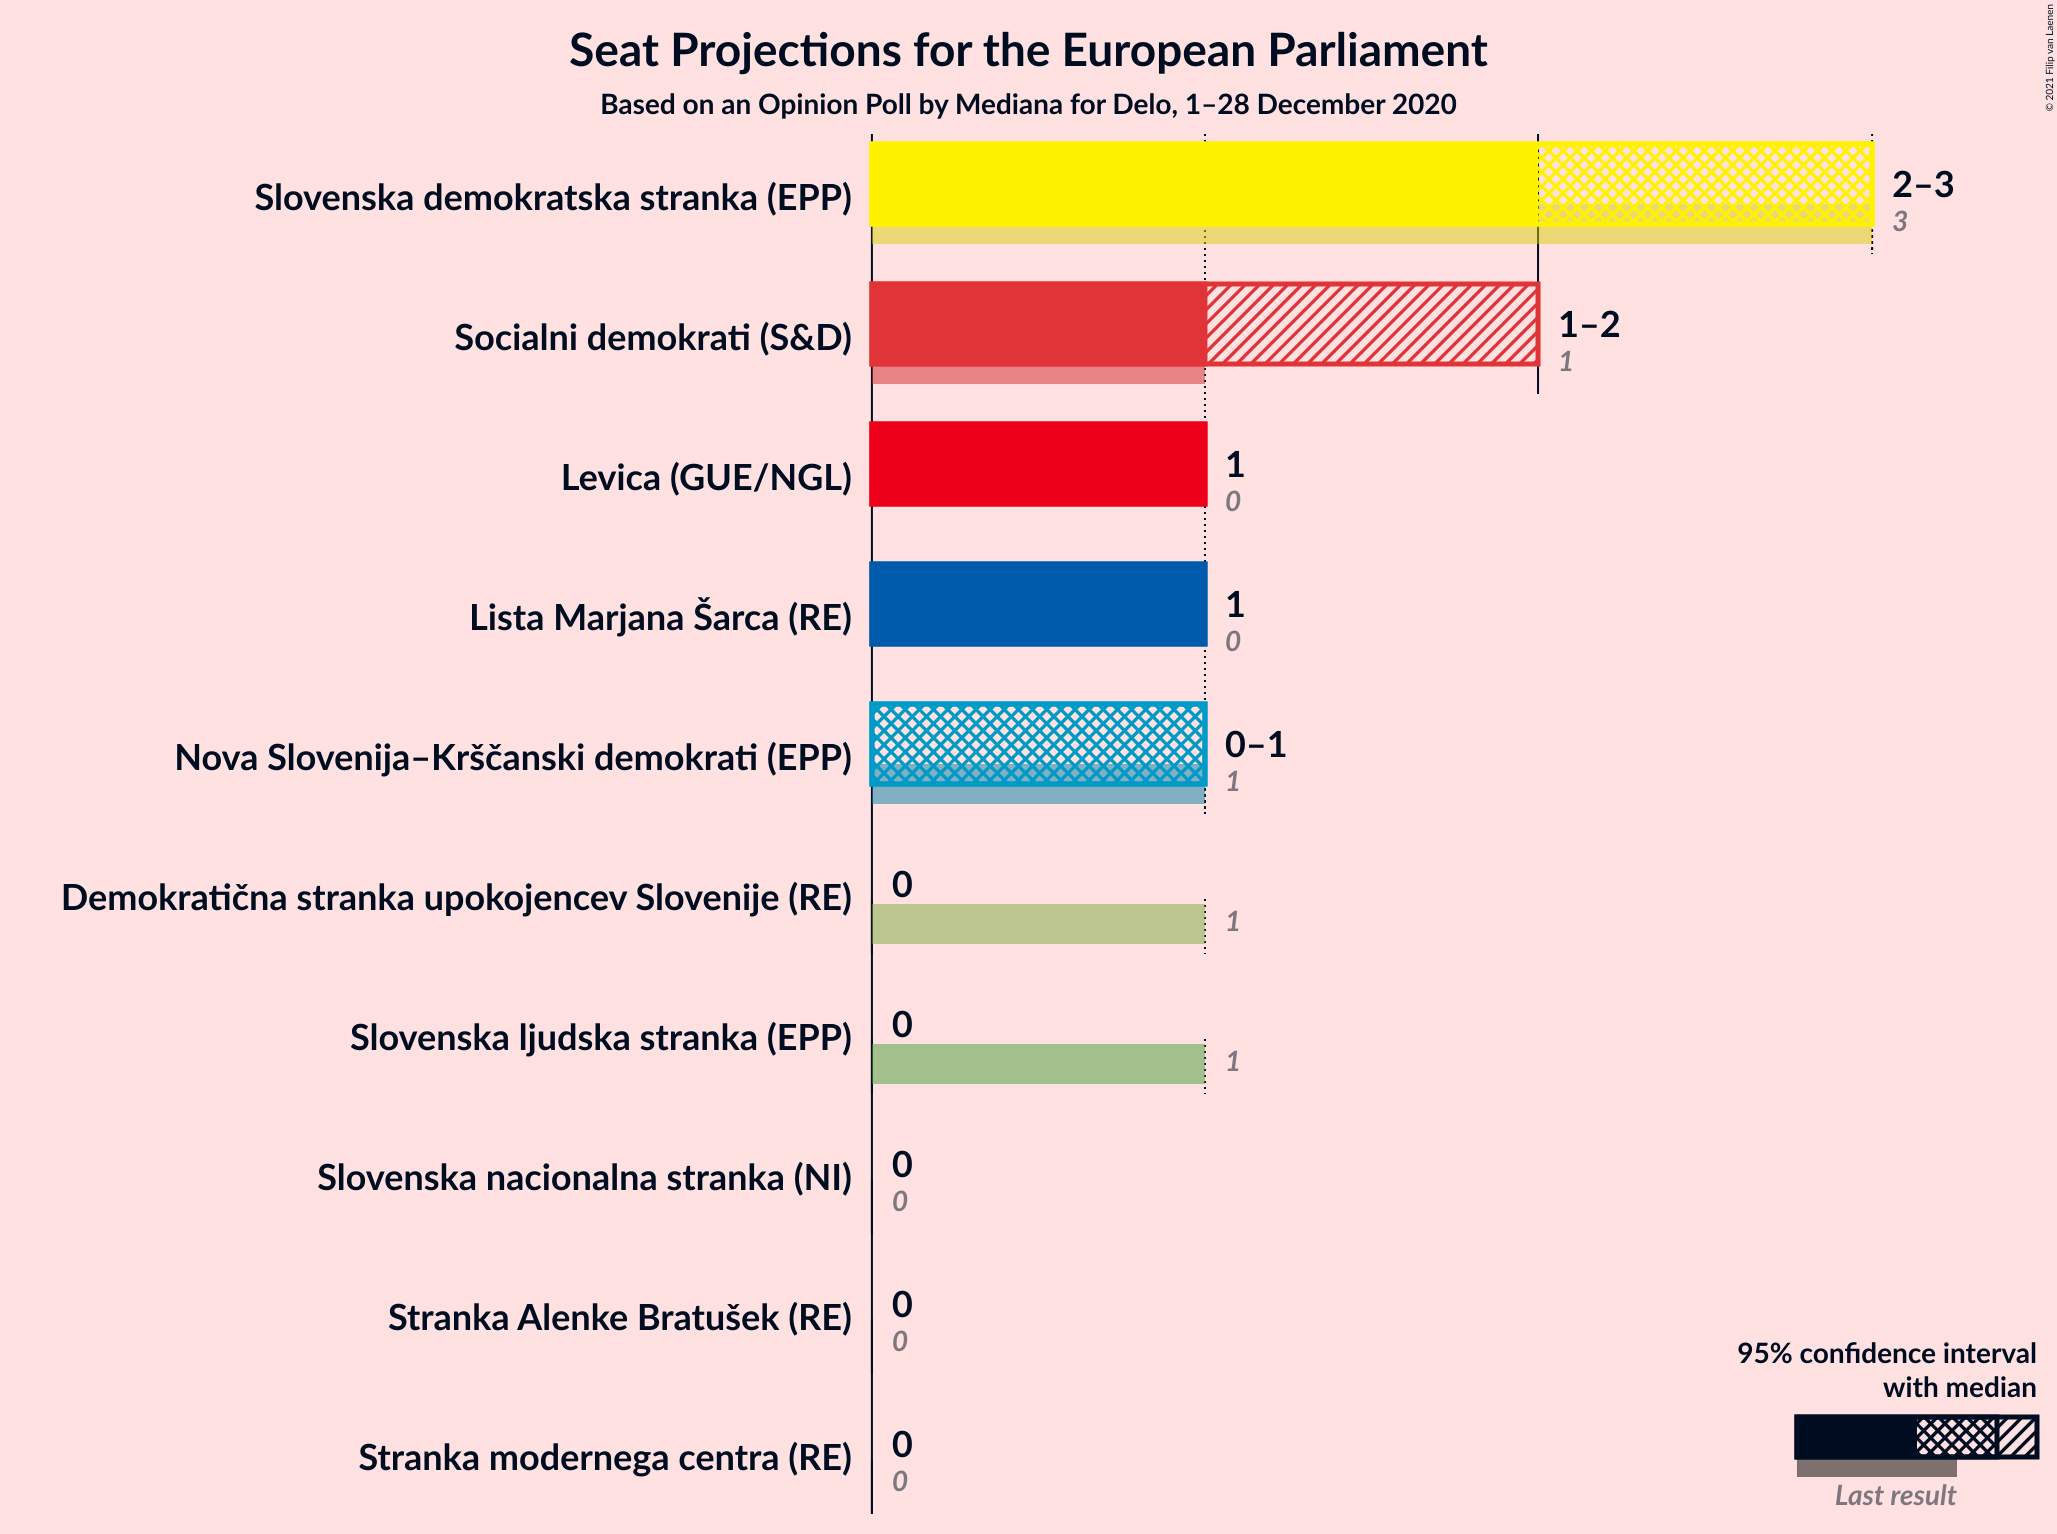 Seat Projections for the European Parliament
Based on an Opinion Poll by Mediana for Delo, 1–28 December 2020
© 2021 Filip van Laenen
Slovenska demokratska stranka (EPP)
2–3
3
Socialni demokrati (S&D)
1–2
1
Levica (GUE/NGL)
1
0
Lista Marjana Šarca (RE)
1
0
Nova Slovenija–Krščanski demokrati (EPP)
0–1
1
Demokratična stranka upokojencev Slovenije (RE)
0
1
Slovenska ljudska stranka (EPP)
0
1
Slovenska nacionalna stranka (NI)
0
0
Stranka Alenke Bratušek (RE)
0
0
Stranka modernega centra (RE)
0
0
95% confidence interval
with median
Last result